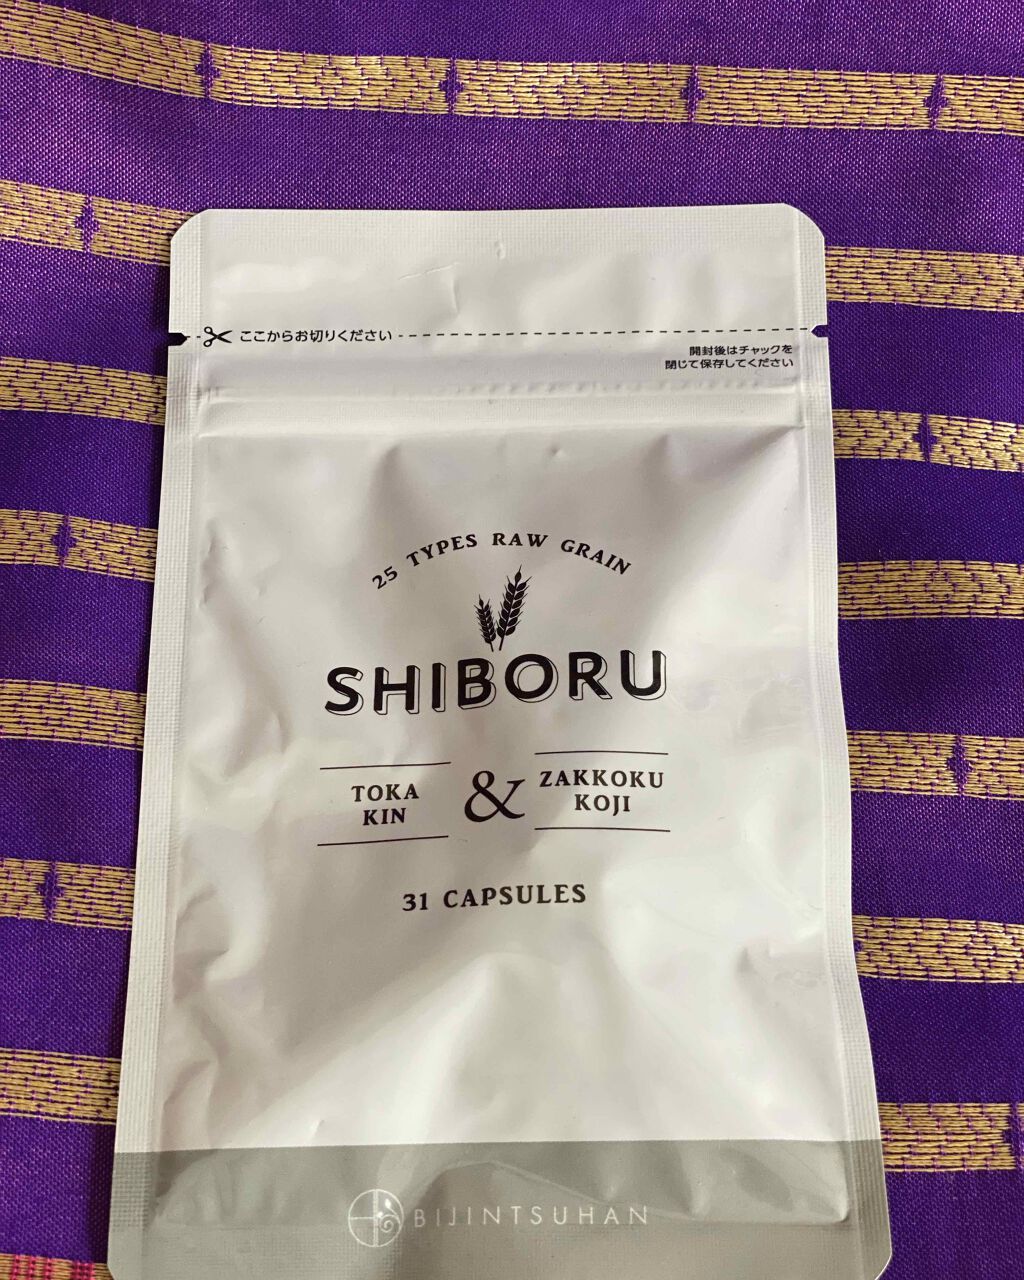 ここからお切りください
開封後はチャックを
閉じて保存してください
25 TYPES RAW GRAIN
SHIBORU
TOKA
KIN
&
ZAKKOKU
KOJI
31 CAPSULES
BIJINTSUHAN